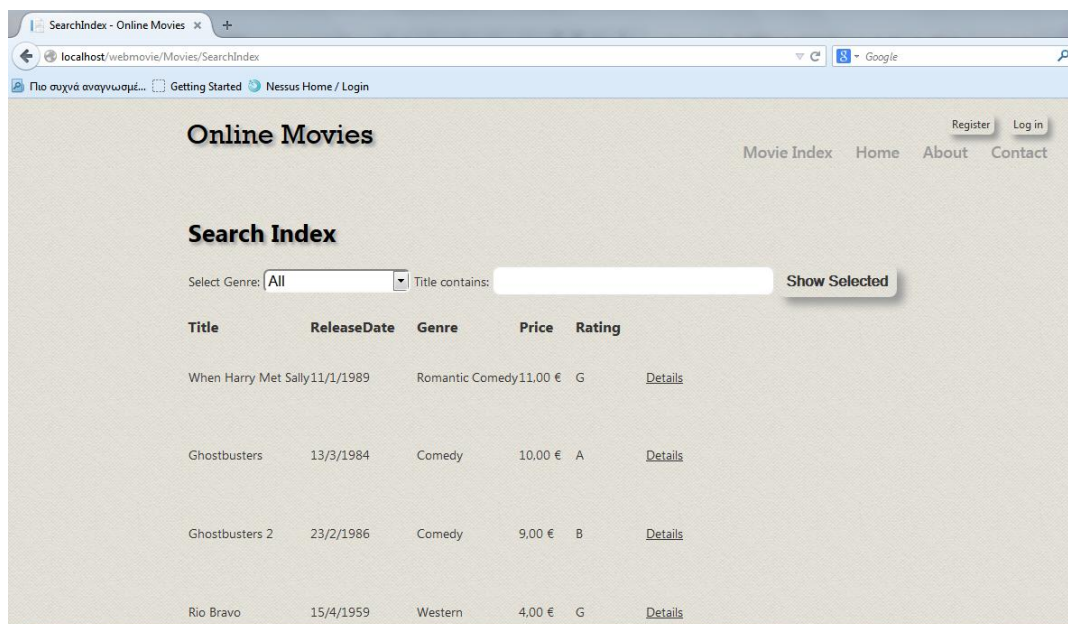 SearchIndex - Online Movies × +
localhost/webmovie/Movies/SearchIndex
8 Google
Πιο συχνά αναγνωσμέ... Getting Started Nessus Home / Login
Online Movies
Register Log in
Movie Index Home About Contact
Search Index
Select Genre: All Title contains: Show Selected
Title ReleaseDate Genre Price Rating
When Harry Met Sally 11/1/1989 Romantic Comedy 11,00 € G Details
Ghostbusters 13/3/1984 Comedy 10,00 € A Details
Ghostbusters 2 23/2/1986 Comedy 9,00 € B Details
Rio Bravo 15/4/1959 Western 4,00 € G Details